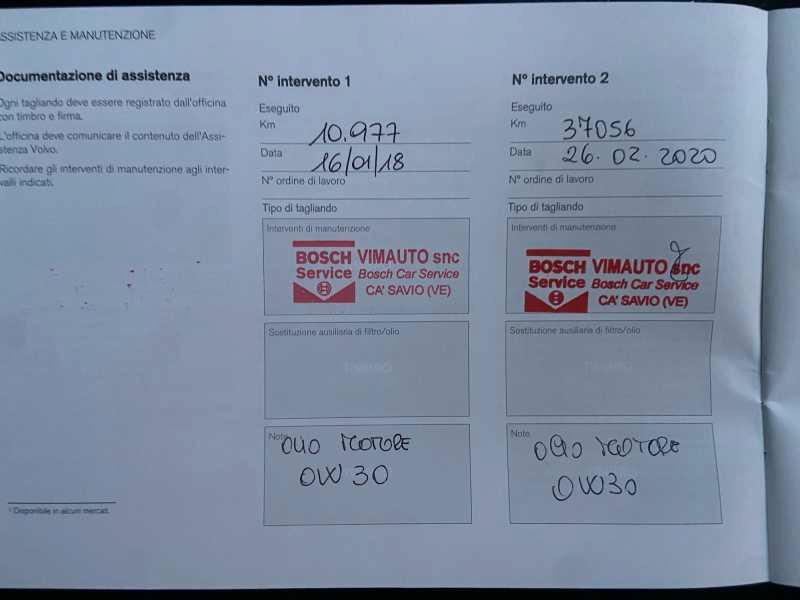 SSISTENZA E MANUTENZIONE
Documentazione di assistenza
Ogni tagliando deve essere registrato dall'officina
con timbro e firma.
L'officina deve comunicare il contenuto dell'Assi-
stenza Volvo.
Ricordare gli interventi di manutenzione agli inter-
valli indicati.
1 Disponibile in alcuni mercati.
N° intervento 1
Eseguito
Km 10.977
Data 16/01/18
N° ordine di lavoro
Tipo di tagliando
Interventi di manutenzione
BOSCH VIMAUTO snc
Service Bosch Car Service
CA' SAVIO (VE)
Sostituzione ausiliaria di filtro/olio
TIMBRO
Note
OLIO MOTORE
0W30
N° intervento 2
Eseguito
Km 37056
Data 26.02.2020
N° ordine di lavoro
Tipo di tagliando
Interventi di manutenzione
BOSCH VIMAUTO snc
Service Bosch Car Service
CA' SAVIO (VE)
Sostituzione ausiliaria di filtro/olio
TIMBRO
Note
OLIO MOTORE
0W30